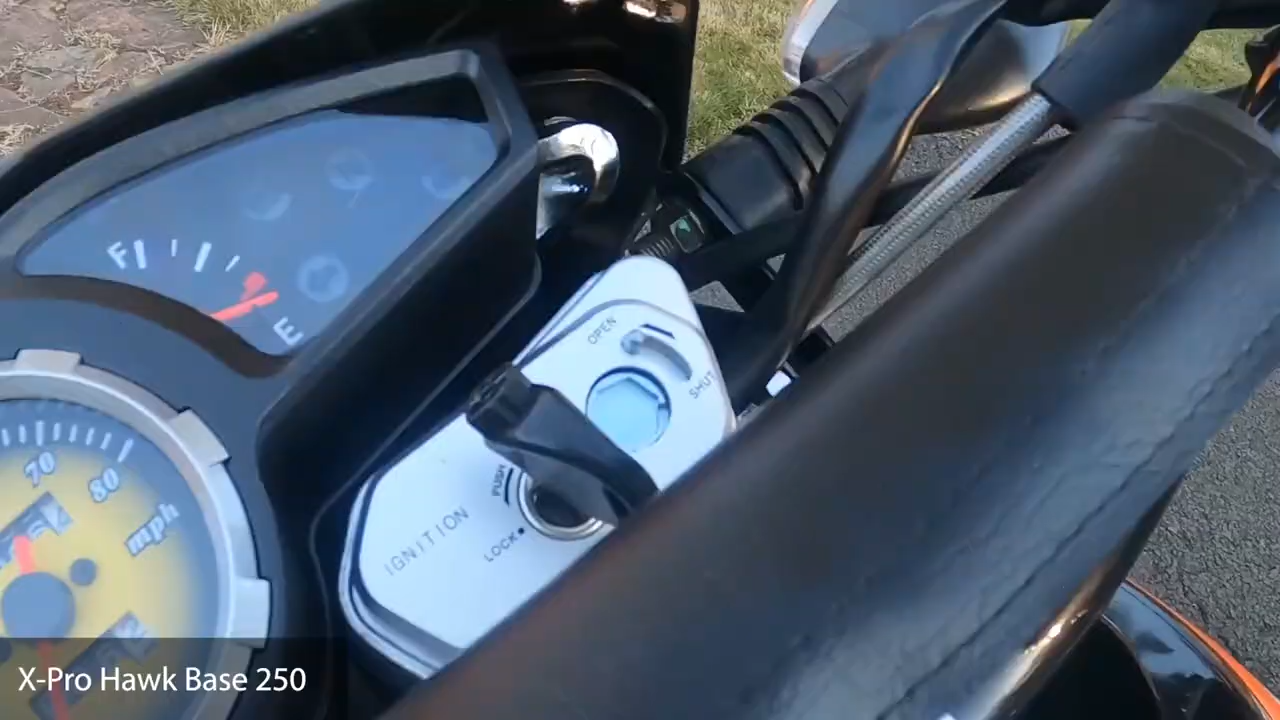 F
E
OPEN
SHUT
PUSH
LOCK
IGNITION
70
80
mph
X-Pro Hawk Base 250